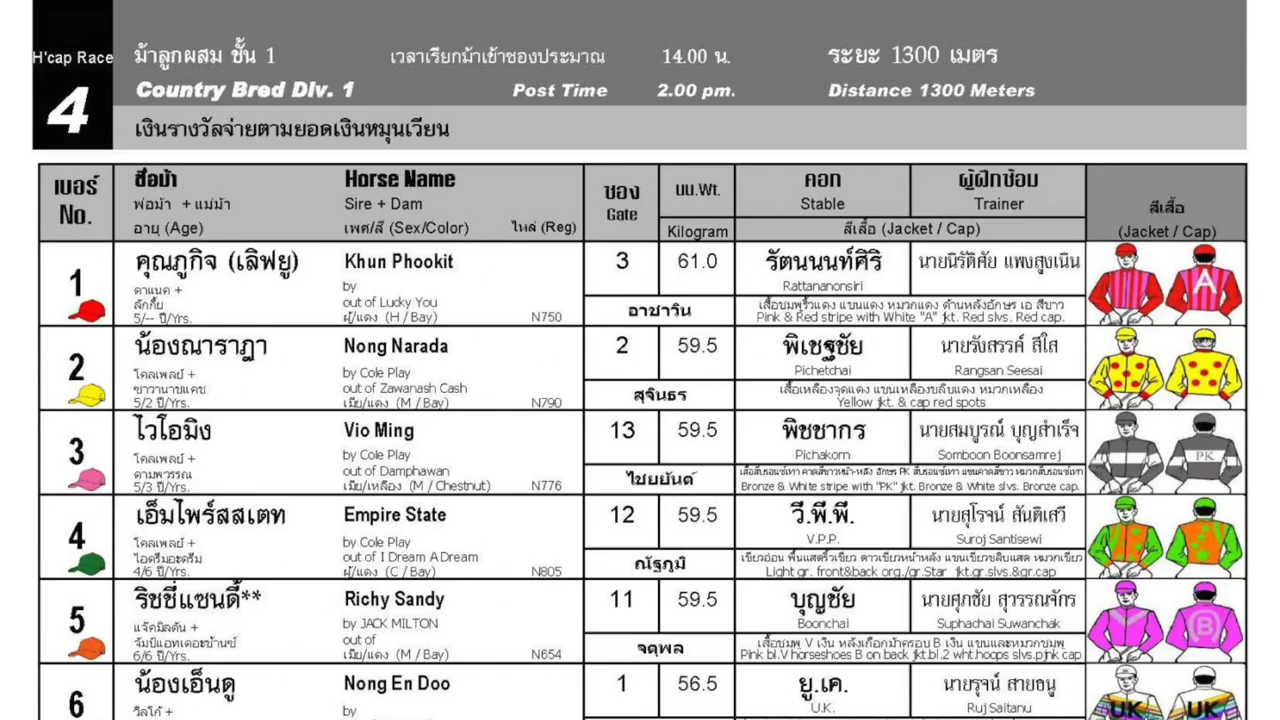 H'cap Race ม้าลูกผสม ชั้น 1 เวลาเรียกม้าเข้าซองประมาณ 14.00 น. ระยะ 1300 เมตร
4 Country Bred Div. 1 Post Time 2.00 pm. Distance 1300 Meters
เงินรางวัลจ่ายตามยอดเงินหมุนเวียน
เบอร์ ชื่อม้า Horse Name ซอง นน.Wt. คอก ผู้ฝึกซ้อม สีเสื้อ
No. พ่อม้า + แม่ม้า Sire + Dam Gate Stable Trainer
อายุ (Age) เพศ/สี (Sex/Color) ไหล่ (Reg) Kilogram สีเสื้อ (Jacket / Cap) (Jacket / Cap)
1 คุณภูกิจ (เลิฟยู) Khun Phookit 3 61.0 รัตนนนท์ศิริ นายนิรัติศัย แพงสูงเนิน
ดาแนค + by Rattananonsiri
ลักกี้ยู out of Lucky You อาชาวิน เสื้อชมพูริ้วแดง แขนแดง หมวกแดง ด้านหลังอักษร เอ สีขาว A
5/-- ปี/Yrs. ผู้/แดง (H / Bay) N750 Pink & Red stripe with White "A" jkt. Red slvs. Red cap.
2 น้องณาราฎา Nong Narada 2 59.5 พิเชฐชัย นายรังสรรค์ สีใส
โคลเพลย์ + by Cole Play Pichetchai Rangsan Seesai
ซาวานาชแคช out of Zawanash Cash สุจินธร เสื้อเหลืองจุดแดง แขนเหลืองขลิบแดง หมวกเหลือง
5/2 ปี/Yrs. เมีย/แดง (M / Bay) N790 Yellow jkt. & cap red spots
3 ไวโอมิง Vio Ming 13 59.5 พิชชากร นายสมบูรณ์ บุญสำเร็จ
โคลเพลย์ + by Cole Play Pichakorn Somboon Boonsamrej
ดามพวรรณ out of Damphawan ไชยยันต์ เสื้อสีบรอนซ์เทา คาดสีขาวหน้า-หลัง อักษร PK สีบรอนซ์เทา แขนคาดสีขาว หมวกสีบรอนซ์เทา PK
5/3 ปี/Yrs. เมีย/เหลือง (M / Chestnut) N776 Bronze & White stripe with "PK" jkt. Bronze & White slvs. Bronze cap.
4 เอ็มไพร์สสเตท Empire State 12 59.5 วี.พี.พี. นายสุโรจน์ สันติเสวี
โคลเพลย์ + by Cole Play V.P.P. Suroj Santisewi
ไอดรีมอะดรีม out of I Dream A Dream ณัฐภูมิ เขียวอ่อน พื้นแสดริ้วเขียว ดาวเขียวหน้าหลัง แขนเขียวขลิบแสด หมวกเขียว
4/6 ปี/Yrs. ผู้/แดง (C / Bay) N805 Light gr. front&back org./gr.Star jkt.gr.slvs.&gr.cap
5 ริชชี่แซนดี้** Richy Sandy 11 59.5 บุญชัย นายศุภชัย สุวรรณจักร
แจ้คมิลตัน + by JACK MILTON Boonchai Suphachai Suwanchak
จัมป์แอทเดอะช้านซ์ out of จตุพล เสื้อชมพู V เงิน หลังเกือกม้าครอบ B เงิน แขนและหมวกชมพู B
6/6 ปี/Yrs. เมีย/แดง (M / Bay) N654 Pink bl.V horseshoes B on back jkt.bl.2 wht.hoops slvs.pink cap
6 น้องเอ็นดู Nong En Doo 1 56.5 ยู.เค. นายรุจน์ สายธนู
วิลโก้ + by U.K. Ruj Saitanu UK UK